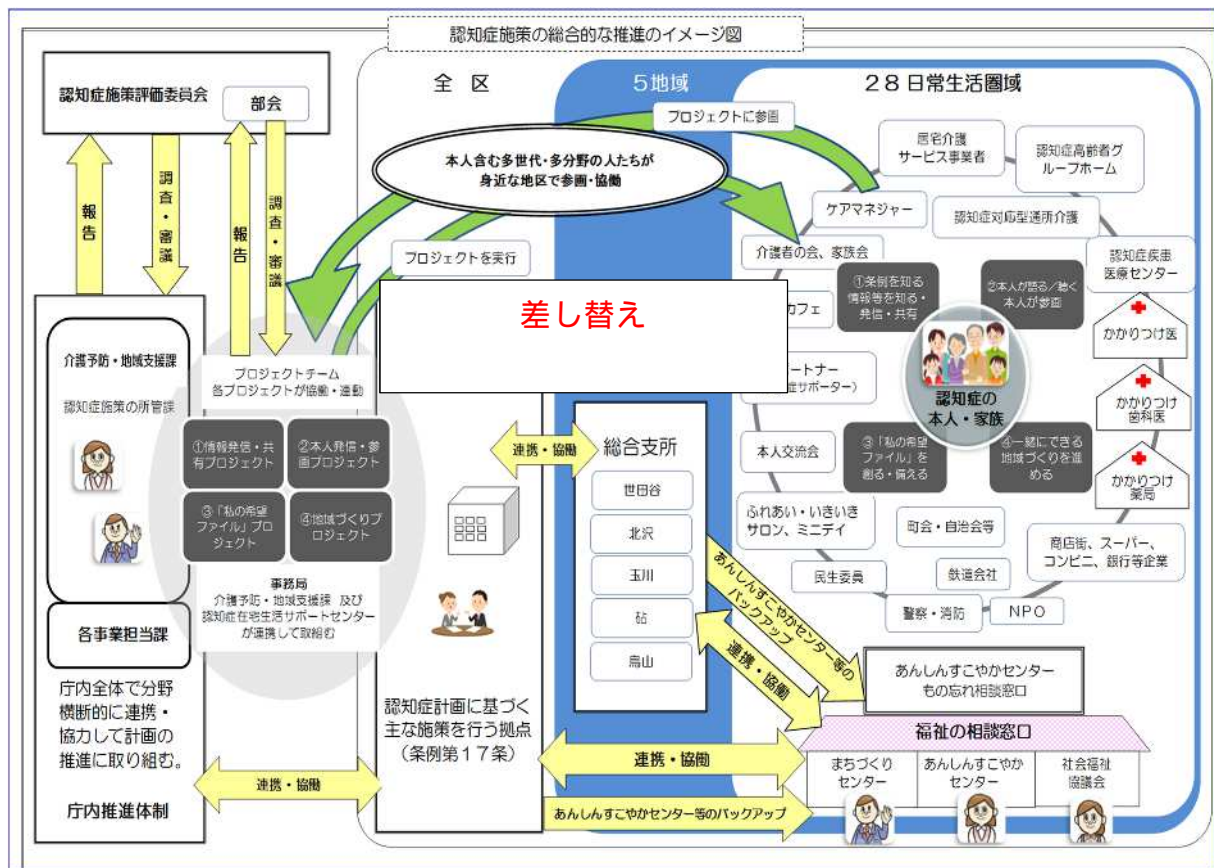 認知症施策の総合的な推進のイメージ図
認知症施策評価委員会
部会
報告
調査・審議
報告
調査・審議
全 区
5地域
28日常生活圏域
プロジェクトに参画
本人含む多世代・多分野の人たちが
身近な地区で参画・協働
プロジェクトを実行
差し替え
介護予防・地域支援課
認知症施策の所管課
各事業担当課
庁内全体で分野
横断的に連携・
協力して計画の
推進に取り組む。
庁内推進体制
プロジェクトチーム
各プロジェクトが協働・連動
①情報発信・共
有プロジェクト
②本人発信・参
画プロジェクト
③「私の希望
ファイル」プロ
ジェクト
④地域づくりプ
ロジェクト
事務局
介護予防・地域支援課 及び
認知症在宅生活サポートセンター
が連携して取組む
連携・協働
認知症計画に基づく
主な施策を行う拠点
(条例第17条)
連携・協働
総合支所
世田谷
北沢
玉川
砧
烏山
居宅介護
サービス事業者
認知症高齢者グ
ループホーム
ケアマネジャー
認知症対応型通所介護
介護者の会、家族会
認知症疾患
医療センター
①条例を知る
情報等を知る・
発信・共有
②本人が語る/聴く
本人が参画
カフェ
かかりつけ医
ートナー
症サポーター)
認知症の
本人・家族
かかりつけ
歯科医
本人交流会
③「私の希望
ファイル」を
創る・備える
④一緒にできる
地域づくりを進
める
かかりつけ
薬局
ふれあい・いきいき
サロン、ミニデイ
町会・自治会等
商店街、スーパー、
コンビニ、銀行等企業
民生委員
鉄道会社
警察・消防
NPO
あんしんすこやかセンター等の
バックアップ
連携・協働
あんしんすこやかセンター
もの忘れ相談窓口
福祉の相談窓口
連携・協働
まちづくり
センター
あんしんすこやか
センター
社会福祉
協議会
あんしんすこやかセンター等のバックアップ